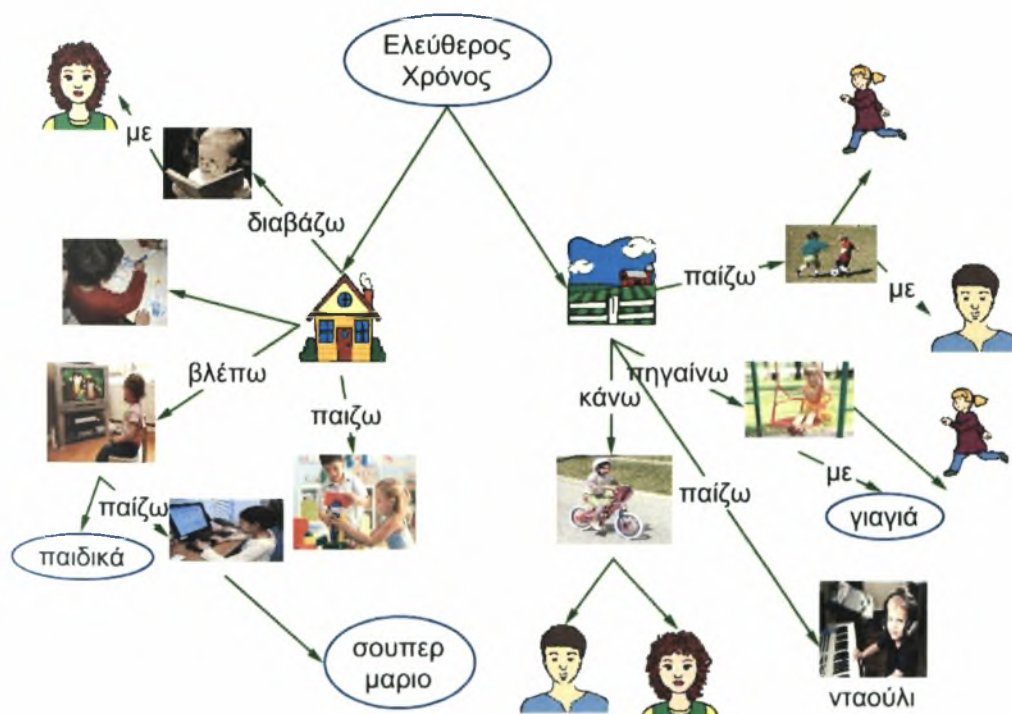 Ελεύθερος
Χρόνος
με
διαβάζω
παίζω
με
βλέπω
πηγαίνω
κάνω
παιζω
παίζω
με
παίζω
γιαγιά
παιδικά
σουπερ
μαριο
νταούλι